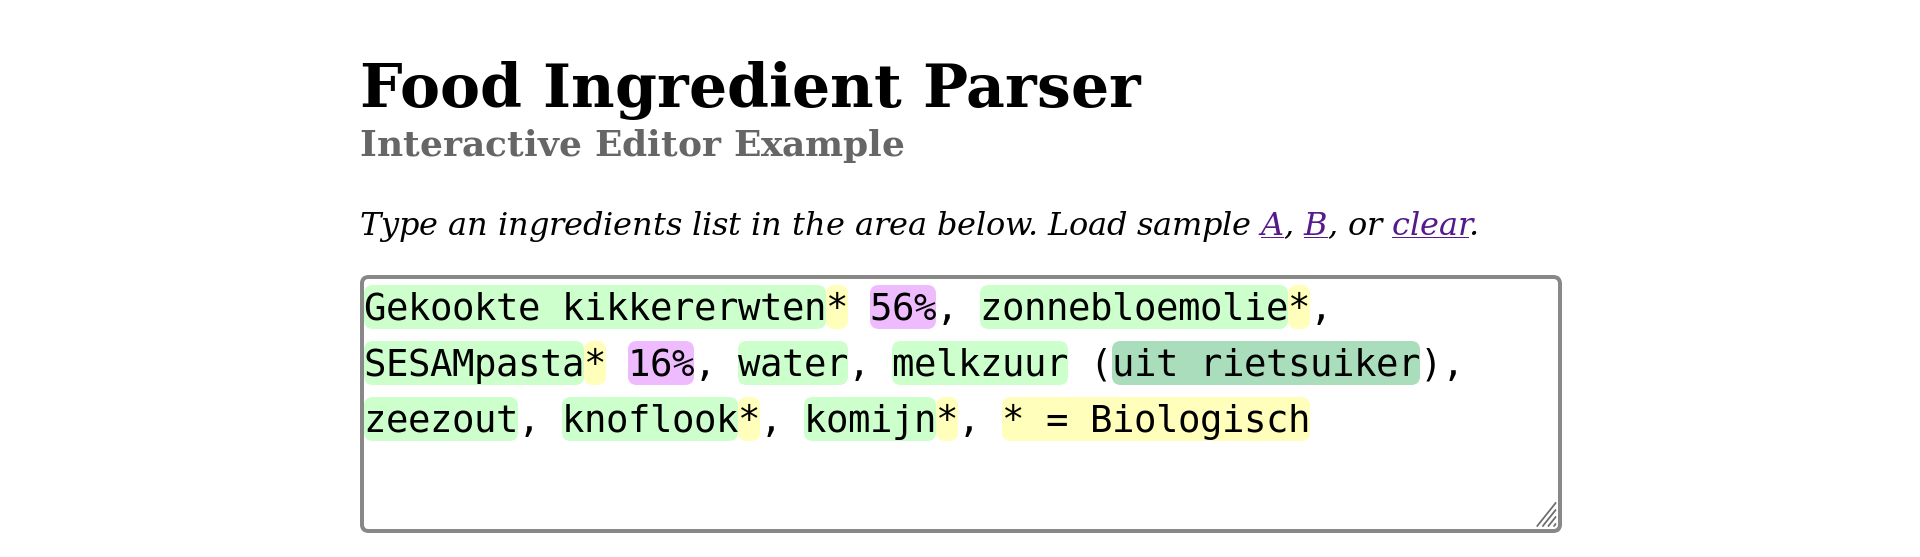 Food Ingredient Parser
Interactive Editor Example
Type an ingredients list in the area below. Load sample A, B, or clear.
Gekookte kikkererwten* 56%, zonnebloemolie*,
SESAMpasta* 16%, water, melkzuur (uit rietsuiker),
zeezout, knoflook*, komijn*, * = Biologisch